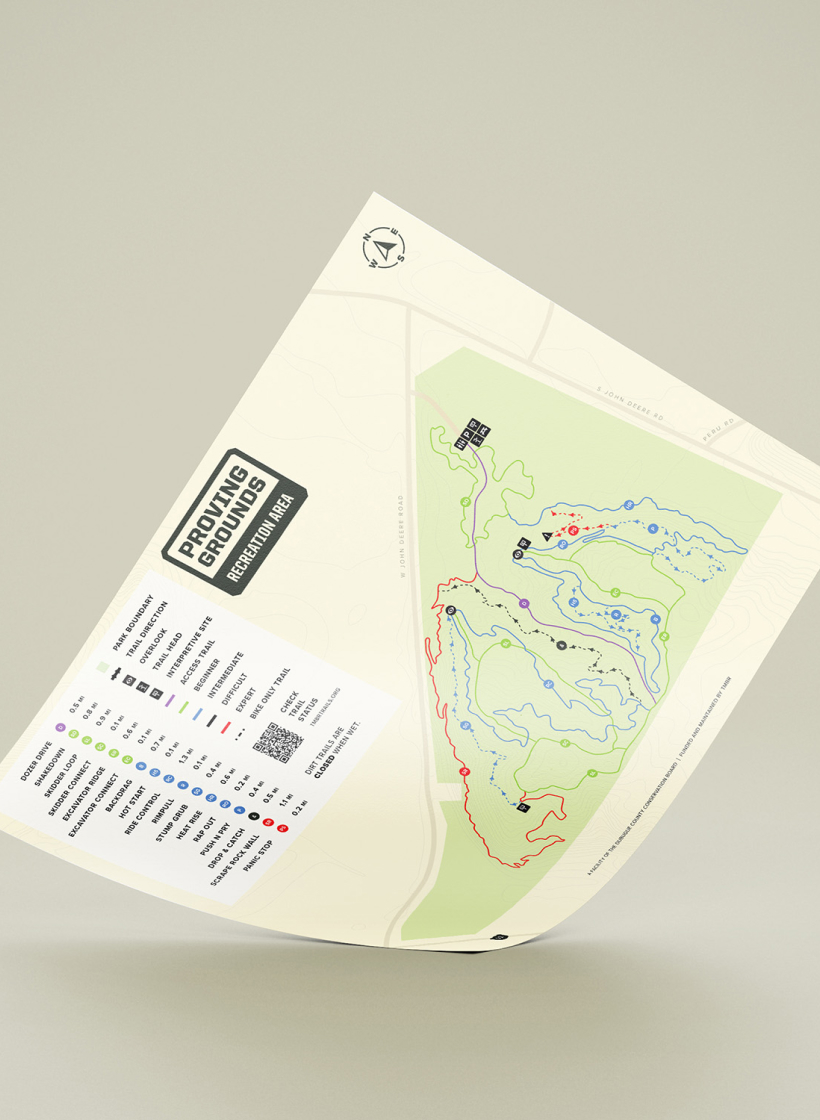 N
E
S
W
PROVING
GROUNDS
RECREATION AREA
S JOHN DEERE RD
PERU RD
W JOHN DEERE ROAD
PARK BOUNDARY
TRAIL DIRECTION
OVERLOOK
TRAIL HEAD
INTERPRETIVE SITE
ACCESS TRAIL
BEGINNER
INTERMEDIATE
DIFFICULT
EXPERT
BIKE ONLY TRAIL
DOZER DRIVE 0.5 MI
SHAKEDOWN 0.8 MI
SKIDDER LOOP 0.9 MI
SKIDDER CONNECT 0.1 MI
EXCAVATOR RIDGE 0.6 MI
EXCAVATOR CONNECT 0.1 MI
BACKDRAG 0.7 MI
HOT START 0.1 MI
RIDE CONTROL 1.3 MI
RIMPULL 0.1 MI
STUMP GRUB 0.4 MI
HEAT RISE 0.6 MI
RAP OUT 0.2 MI
PUSH N PRY 0.4 MI
DROP & CATCH 0.5 MI
SCRAPE ROCK WALL 1.1 MI
PANIC STOP 0.2 MI
CHECK
TRAIL
STATUS
TMBRTRAILS.ORG
DIRT TRAILS ARE
CLOSED WHEN WET.
A FACILITY OF THE DUBUQUE COUNTY CONSERVATION BOARD | FUNDED AND MAINTAINED BY TMBR